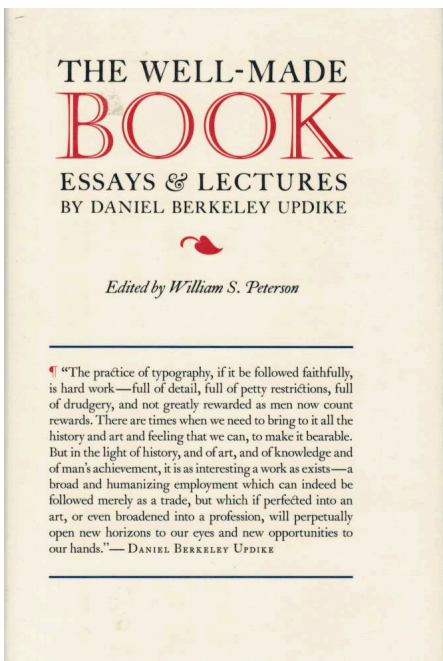 THE WELL-MADE
BOOK
ESSAYS & LECTURES
BY DANIEL BERKELEY UPDIKE
Edited by William S. Peterson
¶ “The practice of typography, if it be followed faithfully,
is hard work—full of detail, full of petty restrictions, full
of drudgery, and not greatly rewarded as men now count
rewards. There are times when we need to bring to it all the
history and art and feeling that we can, to make it bearable.
But in the light of history, and of art, and of knowledge and
of man’s achievement, it is as interesting a work as exists—a
broad and humanizing employment which can indeed be
followed merely as a trade, but which if perfected into an
art, or even broadened into a profession, will perpetually
open new horizons to our eyes and new opportunities to
our hands.”— DANIEL BERKELEY UPDIKE